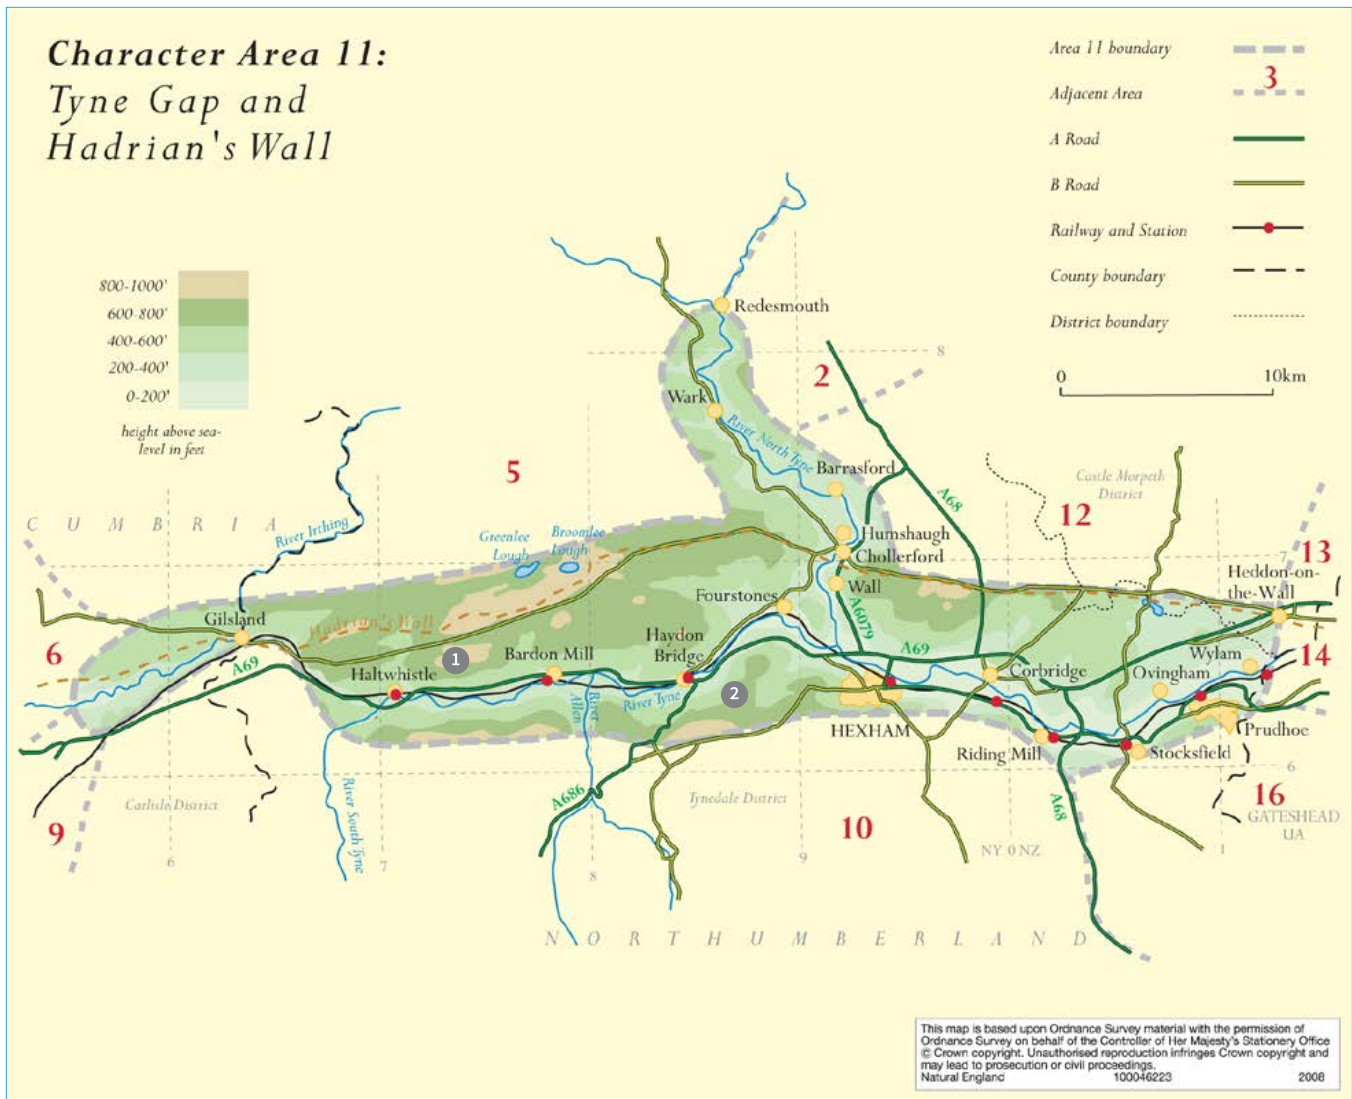 Character Area 11:
Tyne Gap and
Hadrian's Wall
Area 11 boundary
3
Adjacent Area
A Road
B Road
Railway and Station
County boundary
District boundary
0 10km
800-1000'
600-800'
400-600'
200-400'
0-200'
height above sea-
level in feet
Redesmouth
8
2
Wark
River North Tyne
Barrasford
A68
5
Castle Morpeth
District
12
CUMBRIA
River Irthing
Greenlee
Lough
Broomlee
Lough
Humshaugh
Chollerford
7
13
Heddon-on-
the-Wall
Wall
Fourstones
A6079
Gilsland
Hadrian's Wall
6
A69
Haltwhistle
1
Bardon Mill
Haydon
Bridge
A69
Corbridge
Wylam
14
Ovingham
River
Allen
River Tyne
2
HEXHAM
Riding Mill
Stocksfield
Prudhoe
6
Carlisle District
River South Tyne
A686
Tynedale District
A68
16
GATESHEAD
UA
9
10
6
7
8
9
NY 0 NZ
1
NORTHUMBERLAND
This map is based upon Ordnance Survey material with the permission of
Ordnance Survey on behalf of the Controller of Her Majesty's Stationery Office
© Crown copyright. Unauthorised reproduction infringes Crown copyright and
may lead to prosecution or civil proceedings.
Natural England 100046223 2008